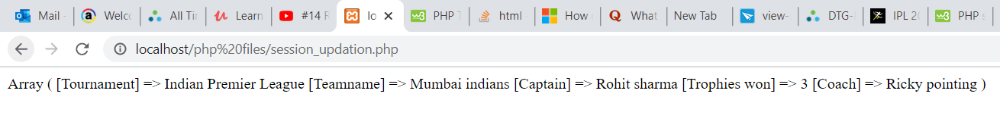 Mail -
Welc
All Tir
Learn
#14 R
lo
PHP T
html -
How
What
New Tab
view-
DTG-
IPL 20
PHP s
localhost/php%20files/session_updation.php
Array ( [Tournament] => Indian Premier League [Teamname] => Mumbai indians [Captain] => Rohit sharma [Trophies won] => 3 [Coach] => Ricky pointing )